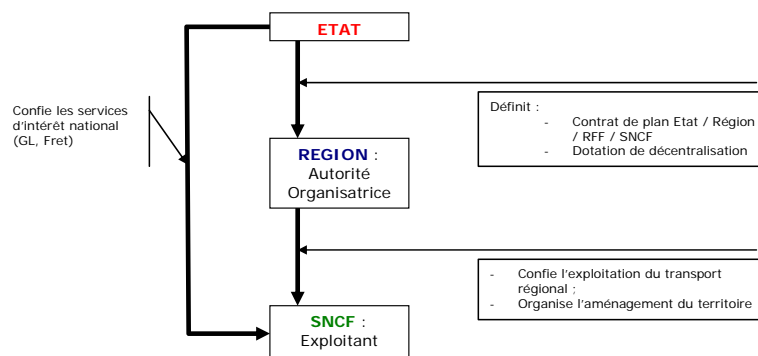 ETAT
Confie les services
d'intérêt national
(GL, Fret)
Définit :
- Contrat de plan Etat / Région
/ RFF / SNCF
- Dotation de décentralisation
REGION :
Autorité
Organisatrice
- Confie l'exploitation du transport
régional ;
- Organise l'aménagement du territoire
SNCF :
Exploitant